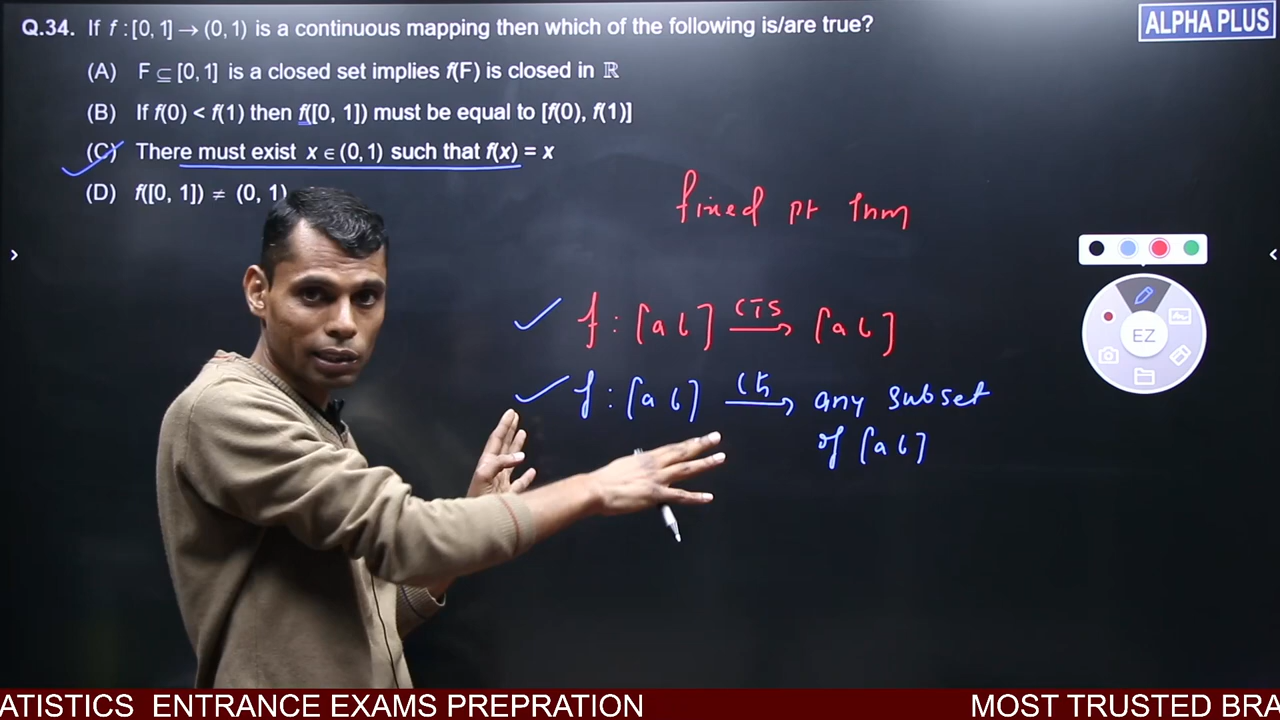 Q.34. If f : [0, 1] → (0, 1) is a continuous mapping then which of the following is/are true?
ALPHA PLUS
(A) F ⊆ [0, 1] is a closed set implies f(F) is closed in ℝ
(B) If f(0) < f(1) then f([0, 1]) must be equal to [f(0), f(1)]
(C) There must exist x ∈ (0, 1) such that f(x) = x
(D) f([0, 1]) ≠ (0, 1)
fixed pt thm
f : [a b] cts → [a b]
f : [a b] cts → any subset
of [a b]
EZ
ATISTICS ENTRANCE EXAMS PREPRATION MOST TRUSTED BRA